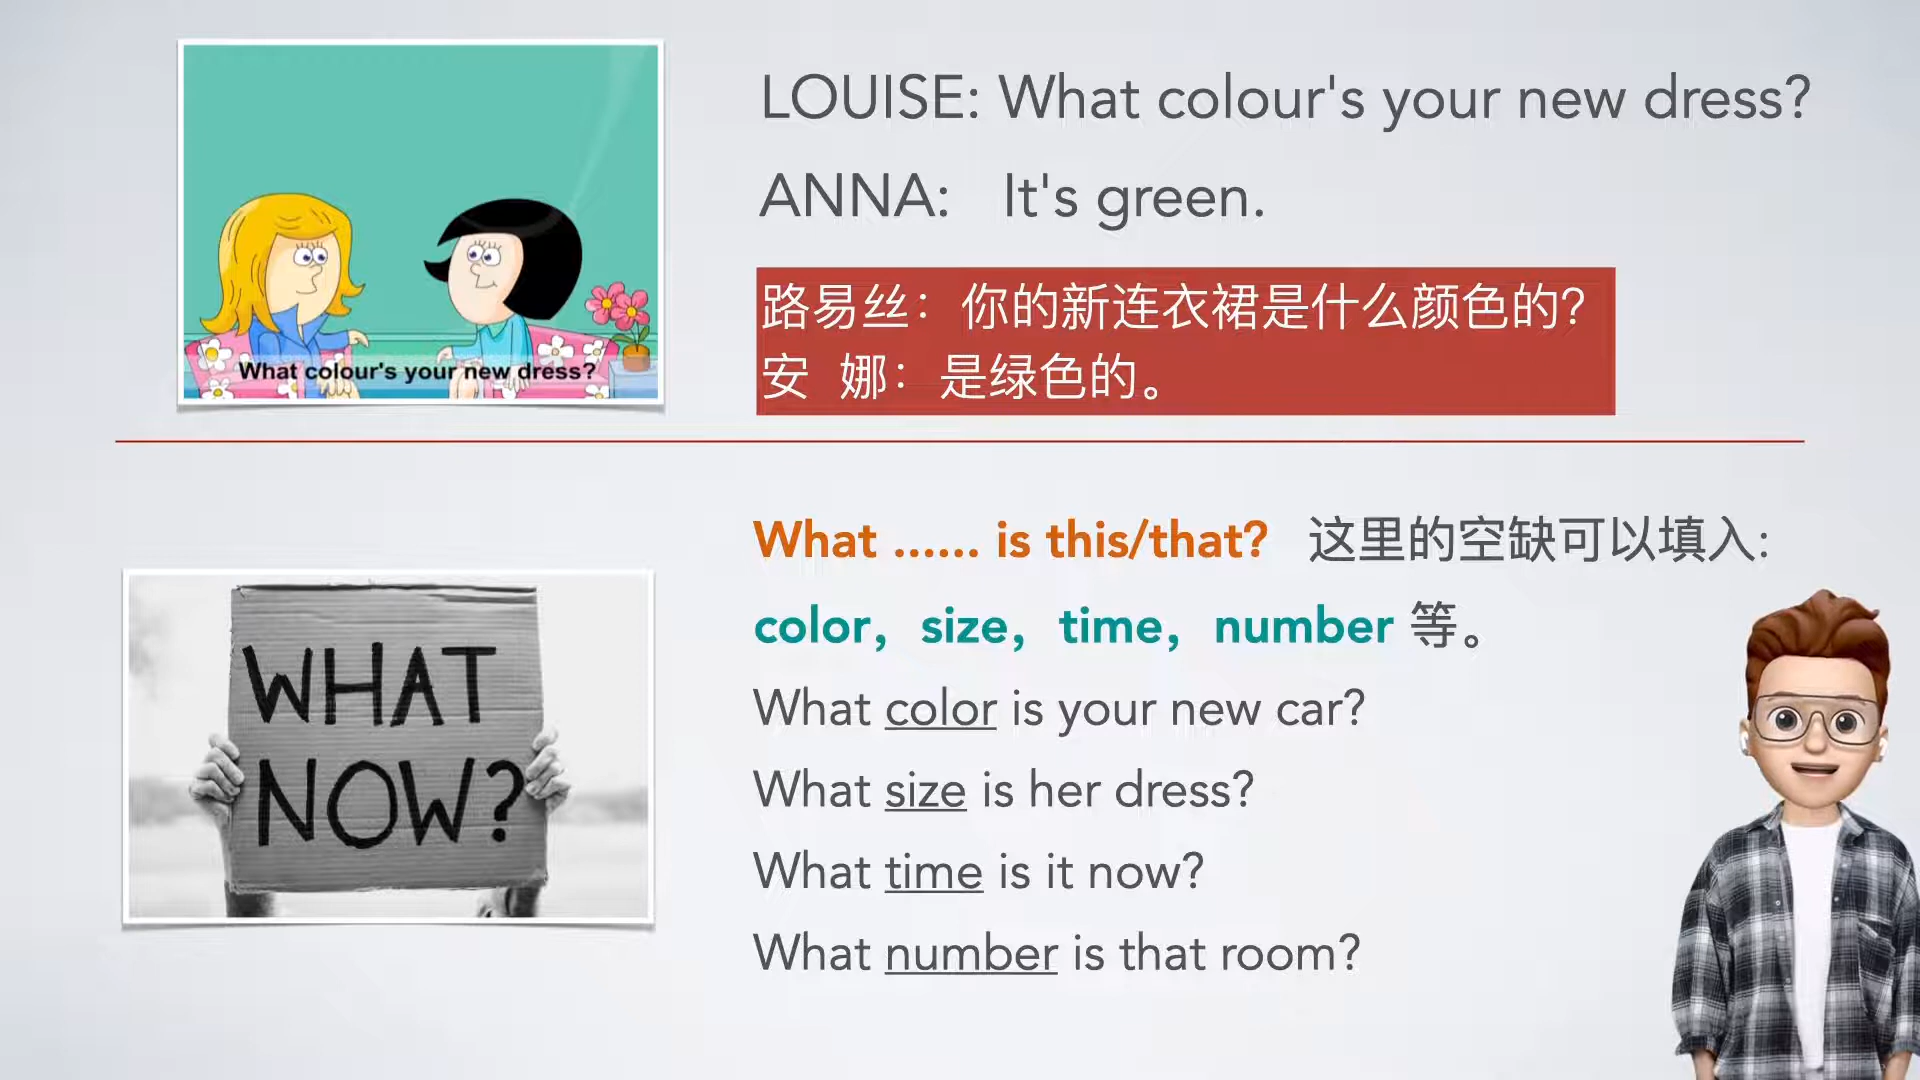 LOUISE: What colour's your new dress?
ANNA: It's green.
路易丝：你的新连衣裙是什么颜色的？
安 娜：是绿色的。
What colour's your new dress?
What ...... is this/that? 这里的空缺可以填入:
color，size，time，number 等。
What color is your new car?
What size is her dress?
What time is it now?
What number is that room?
WHAT
NOW?